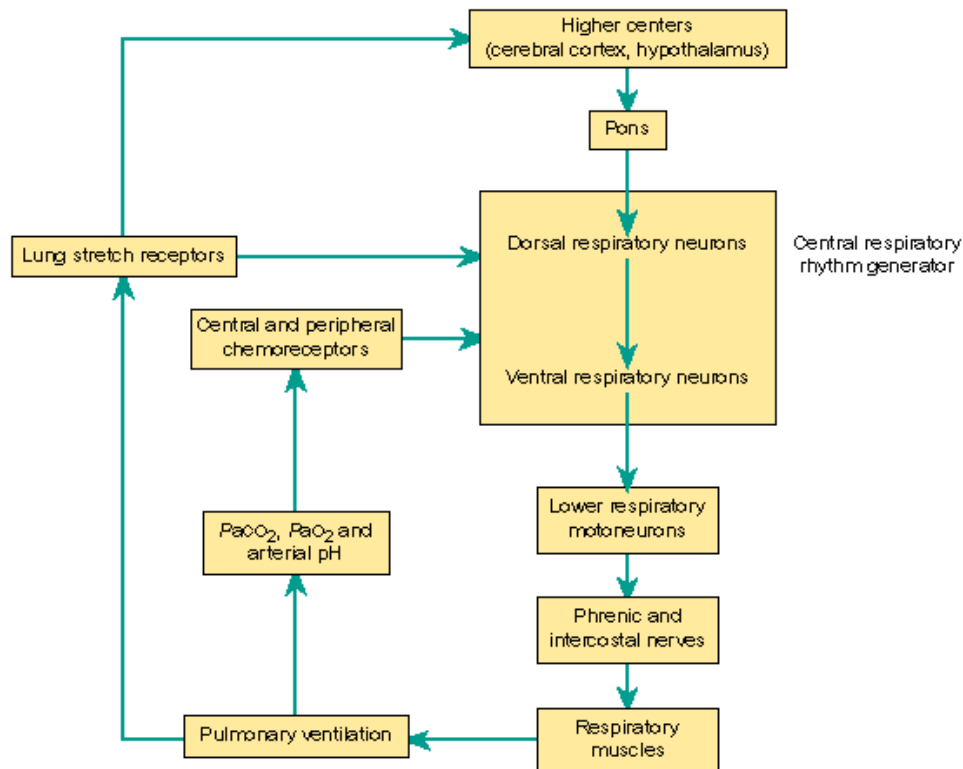 Higher centers
(cerebral cortex, hypothalamus)
Pons
Dorsal respiratory neurons
Central respiratory
rhythm generator
Lung stretch receptors
Central and peripheral
chemoreceptors
Ventral respiratory neurons
PaCO2, PaO2 and
arterial pH
Lower respiratory
motoneurons
Phrenic and
intercostal nerves
Pulmonary ventilation
Respiratory
muscles